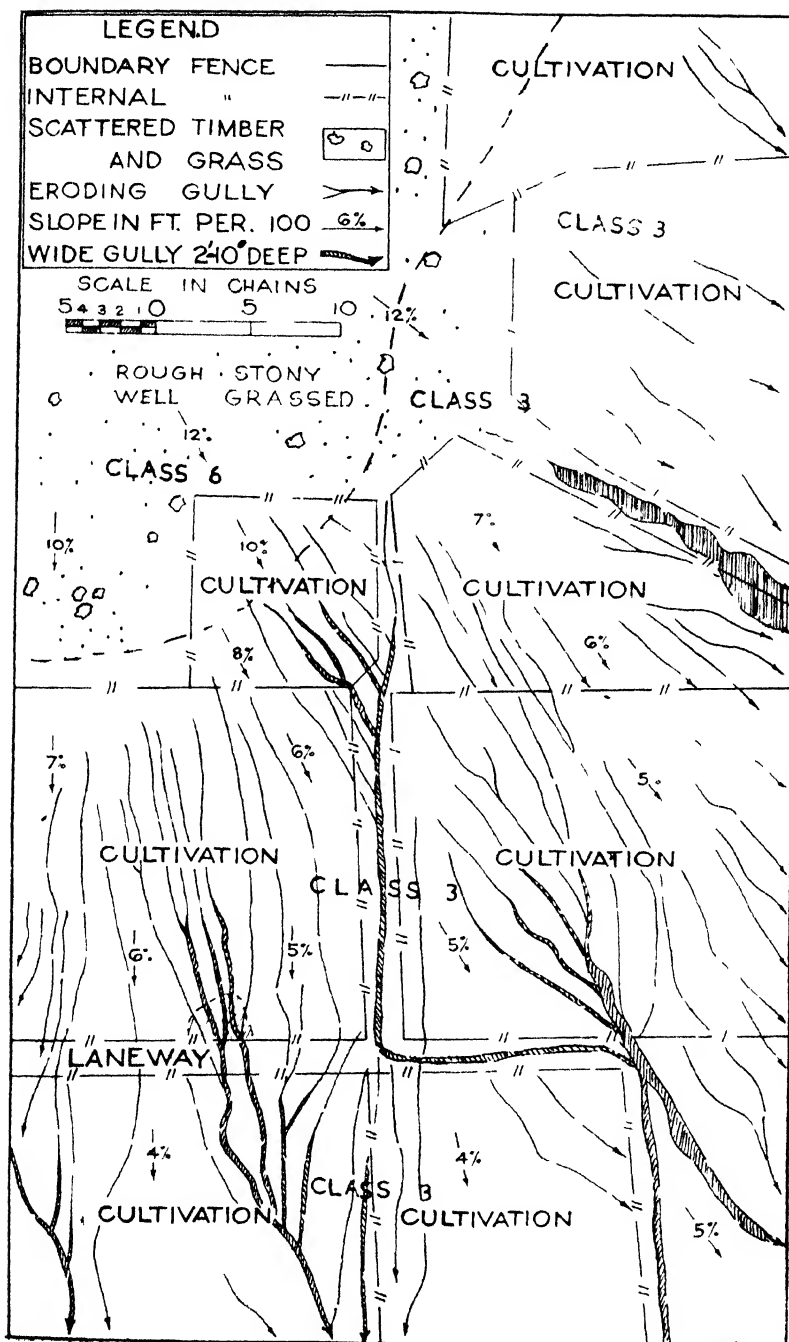 LEGEND
BOUNDARY FENCE
INTERNAL "
SCATTERED TIMBER
AND GRASS
ERODING GULLY
SLOPE IN FT. PER. 100 6%
WIDE GULLY 2'-10" DEEP
SCALE IN CHAINS
5 4 3 2 1 0 5 10
CULTIVATION
CLASS 3
CULTIVATION
12%
ROUGH STONY
WELL GRASSED
CLASS 3
12%
CLASS 6
10%
10%
CULTIVATION
7%
CULTIVATION
8%
6%
7%
6%
5%
CULTIVATION
CULTIVATION
CLASS 3
6%
5%
5%
LANEWAY
4%
4%
CLASS 3
CULTIVATION
CULTIVATION
5%